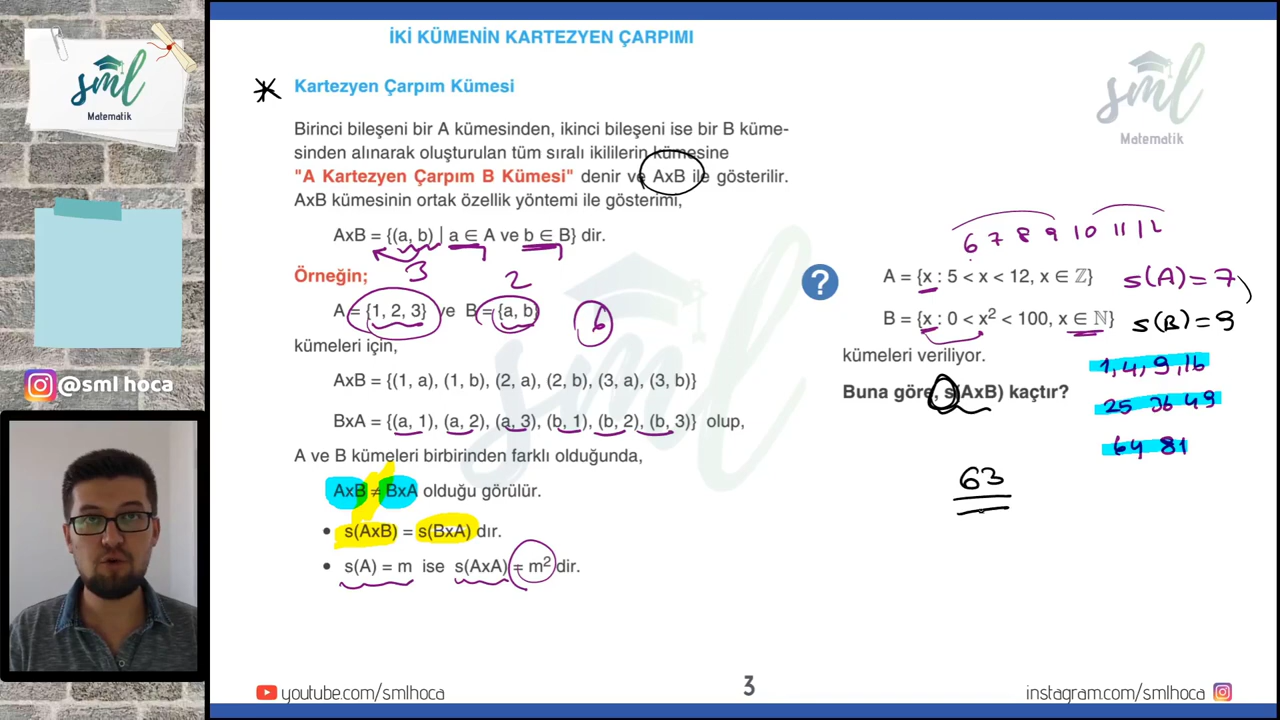 İKİ KÜMENİN KARTEZYEN ÇARPIMI
sml
Matematik
@sml hoca
Kartezyen Çarpım Kümesi
Birinci bileşeni bir A kümesinden, ikinci bileşeni ise bir B küme-
sinden alınarak oluşturulan tüm sıralı ikililerin kümesine
"A Kartezyen Çarpım B Kümesi" denir ve AxB ile gösterilir.
AxB kümesinin ortak özellik yöntemi ile gösterimi,
AxB = {(a, b) | a ∈ A ve b ∈ B} dir.
Örneğin;
3
2
A = {1, 2, 3} ve B = {a, b}
6
kümeleri için,
AxB = {(1, a), (1, b), (2, a), (2, b), (3, a), (3, b)}
BxA = {(a, 1), (a, 2), (a, 3), (b, 1), (b, 2), (b, 3)} olup,
A ve B kümeleri birbirinden farklı olduğunda,
AxB ≠ BxA olduğu görülür.
• s(AxB) = s(BxA) dır.
• s(A) = m ise s(AxA) = m² dir.
sml
Matematik
6 7 8 9 10 11 12
?
A = {x : 5 < x < 12, x ∈ ℤ}
s(A) = 7
B = {x : 0 < x² < 100, x ∈ ℕ}
s(B) = 9
kümeleri veriliyor.
1, 4, 9, 16
Buna göre, s(AxB) kaçtır?
25 36 49
64 81
63
youtube.com/smlhoca
3
instagram.com/smlhoca